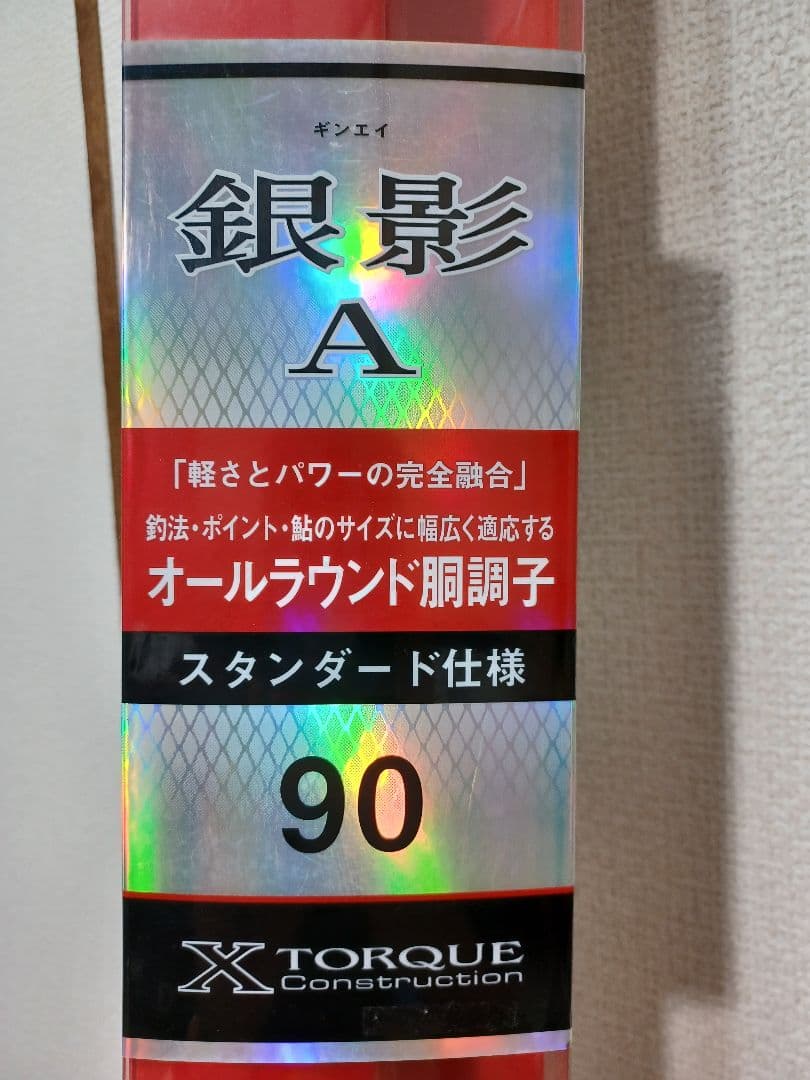 ギンエイ
銀影
A
「軽さとパワーの完全融合」
釣法・ポイント・鮎のサイズに幅広く適応する
オールラウンド胴調子
スタンダード仕様
90
X TORQUE
Construction